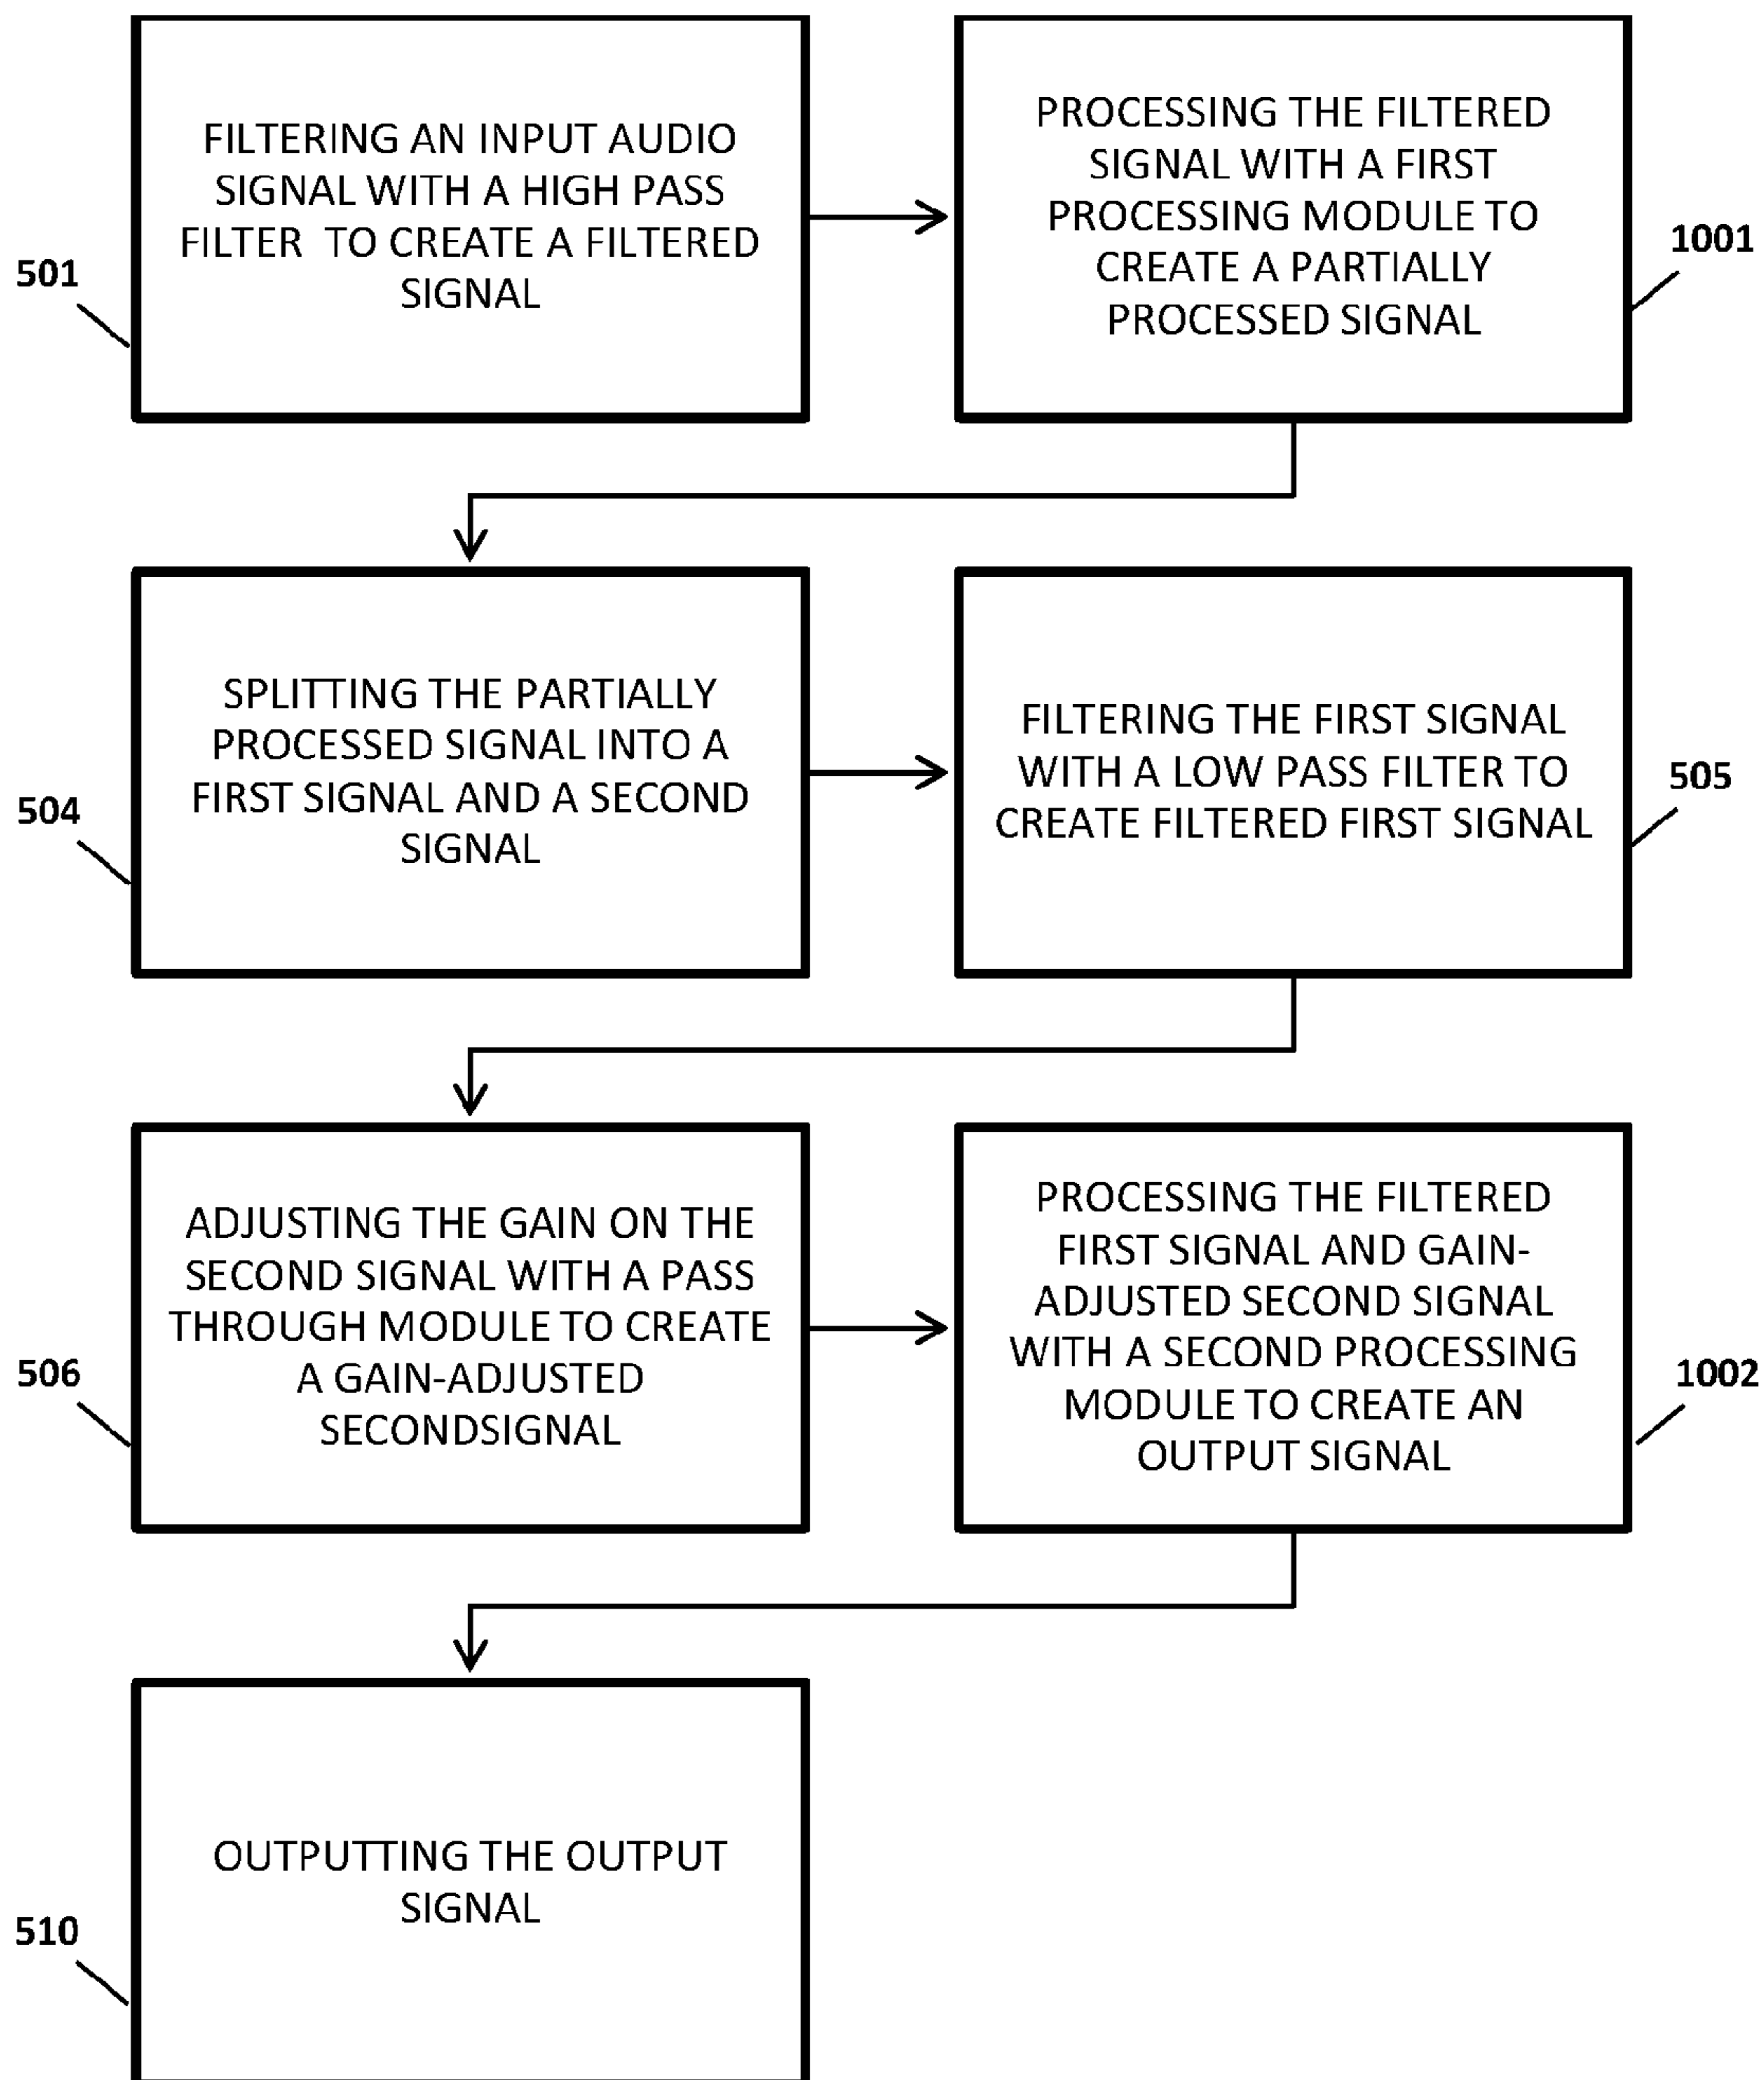 FILTERING AN INPUT AUDIO
SIGNAL WITH A HIGH PASS
FILTER TO CREATE A FILTERED
SIGNAL
501
PROCESSING THE FILTERED
SIGNAL WITH A FIRST
PROCESSING MODULE TO
CREATE A PARTIALLY
PROCESSED SIGNAL
1001
SPLITTING THE PARTIALLY
PROCESSED SIGNAL INTO A
FIRST SIGNAL AND A SECOND
SIGNAL
504
FILTERING THE FIRST SIGNAL
WITH A LOW PASS FILTER TO
CREATE FILTERED FIRST SIGNAL
505
ADJUSTING THE GAIN ON THE
SECOND SIGNAL WITH A PASS
THROUGH MODULE TO CREATE
A GAIN-ADJUSTED
SECONDSIGNAL
506
PROCESSING THE FILTERED
FIRST SIGNAL AND GAIN-
ADJUSTED SECOND SIGNAL
WITH A SECOND PROCESSING
MODULE TO CREATE AN
OUTPUT SIGNAL
1002
OUTPUTTING THE OUTPUT
SIGNAL
510